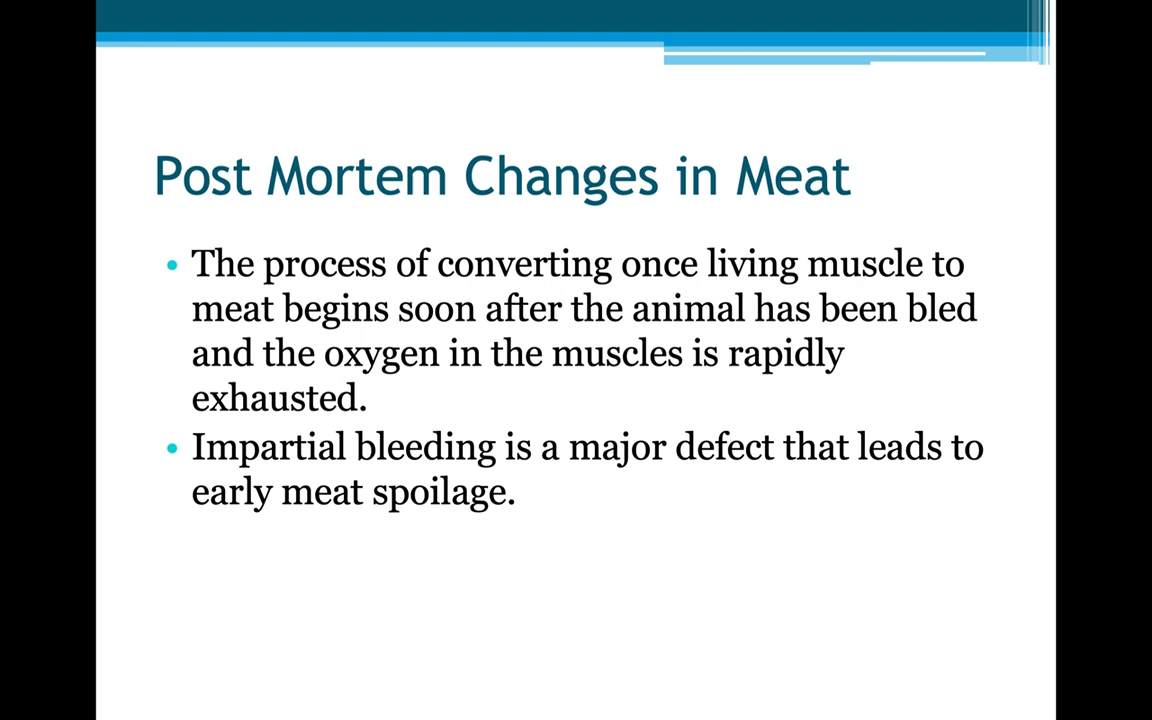 Post Mortem Changes in Meat
• The process of converting once living muscle to
meat begins soon after the animal has been bled
and the oxygen in the muscles is rapidly
exhausted.
• Impartial bleeding is a major defect that leads to
early meat spoilage.